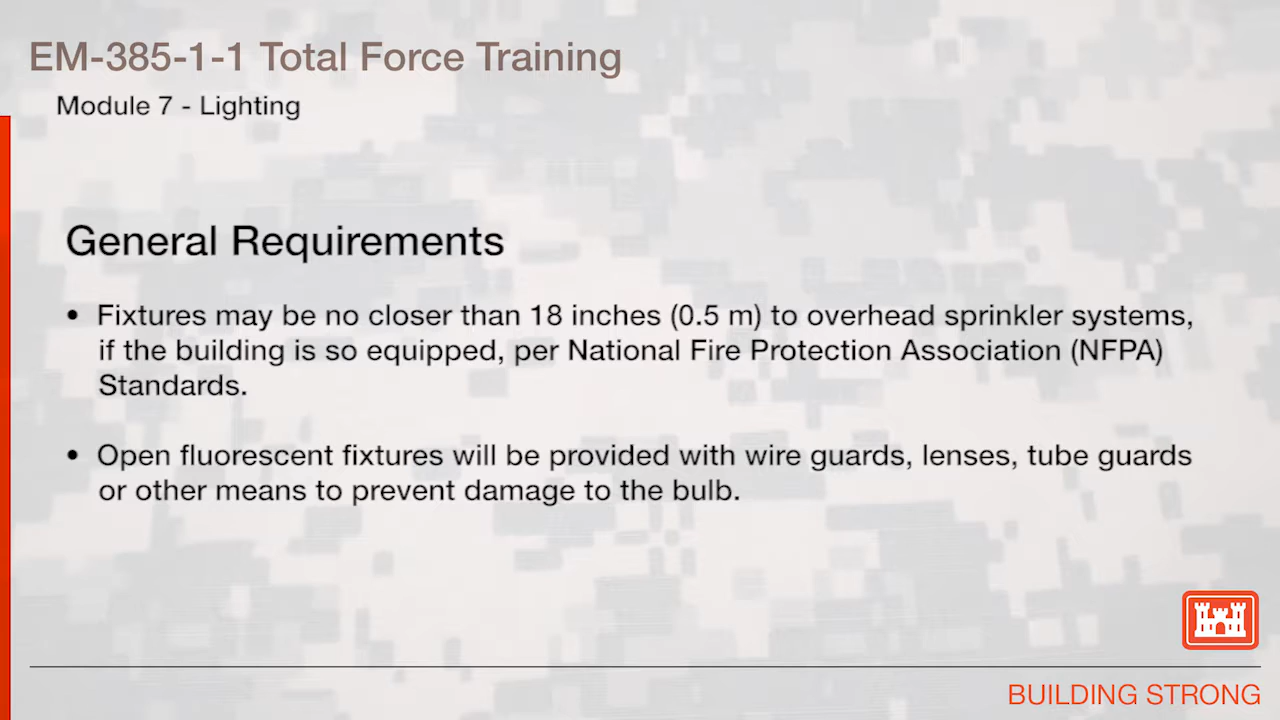 EM-385-1-1 Total Force Training
Module 7 - Lighting
General Requirements
• Fixtures may be no closer than 18 inches (0.5 m) to overhead sprinkler systems,
if the building is so equipped, per National Fire Protection Association (NFPA)
Standards.
• Open fluorescent fixtures will be provided with wire guards, lenses, tube guards
or other means to prevent damage to the bulb.
BUILDING STRONG